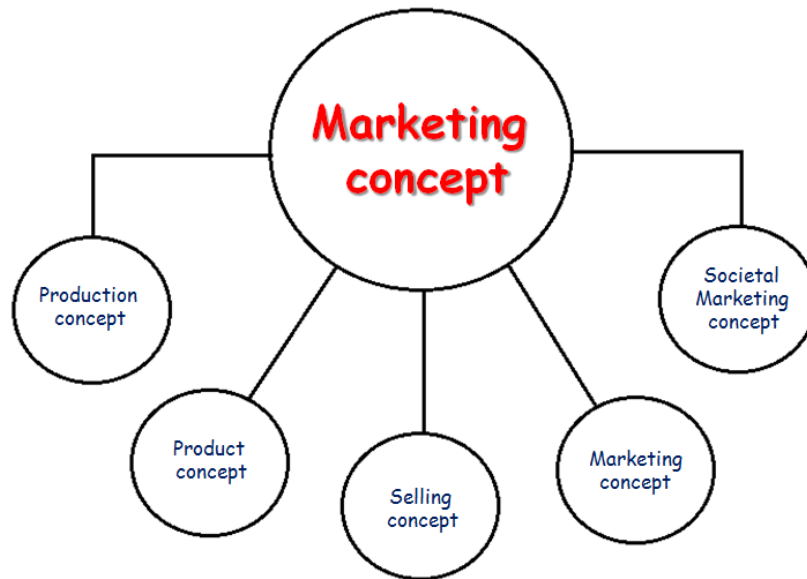 Marketing
concept
Production
concept
Product
concept
Selling
concept
Marketing
concept
Societal
Marketing
concept